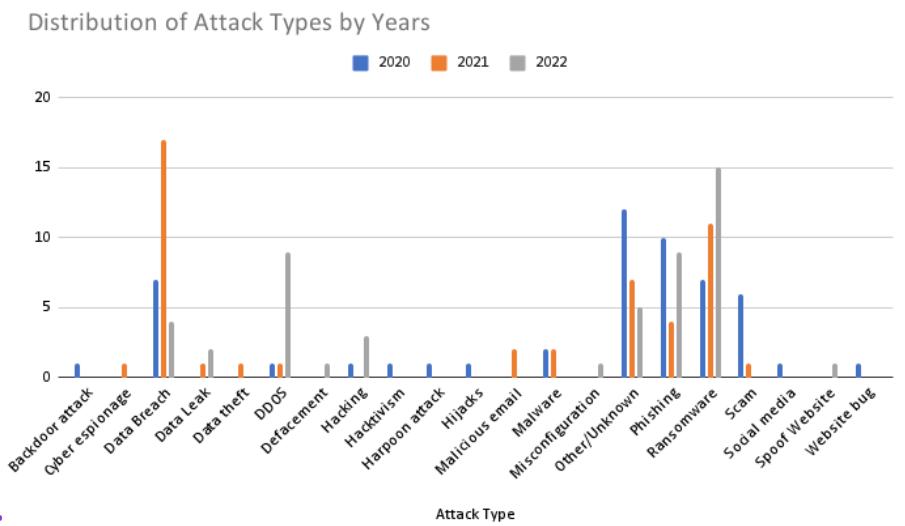 Distribution of Attack Types by Years
2020 2021 2022
20
15
10
5
0
Backdoor attack
Cyber espionage
Data Breach
Data Leak
Data theft
DDOS
Defacement
Hacking
Hacktivism
Harpoon attack
Hijacks
Malicious email
Malware
Misconfiguration
Other/Unknown
Phishing
Ransomware
Scam
Social media
Spoof Website
Website bug
Attack Type